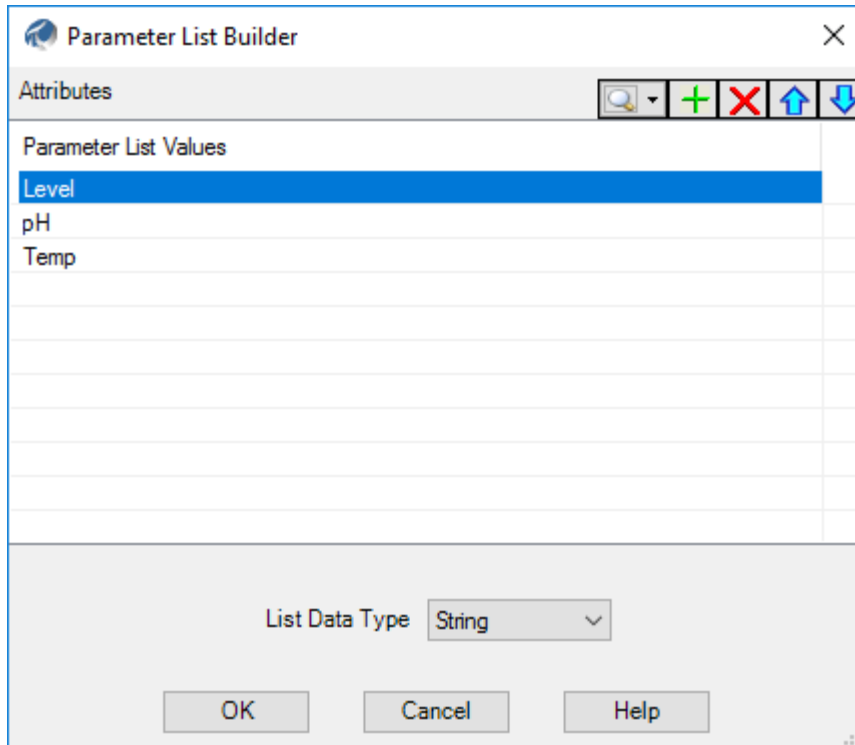 Parameter List Builder
Attributes
Parameter List Values
Level
pH
Temp
List Data Type String
OK Cancel Help